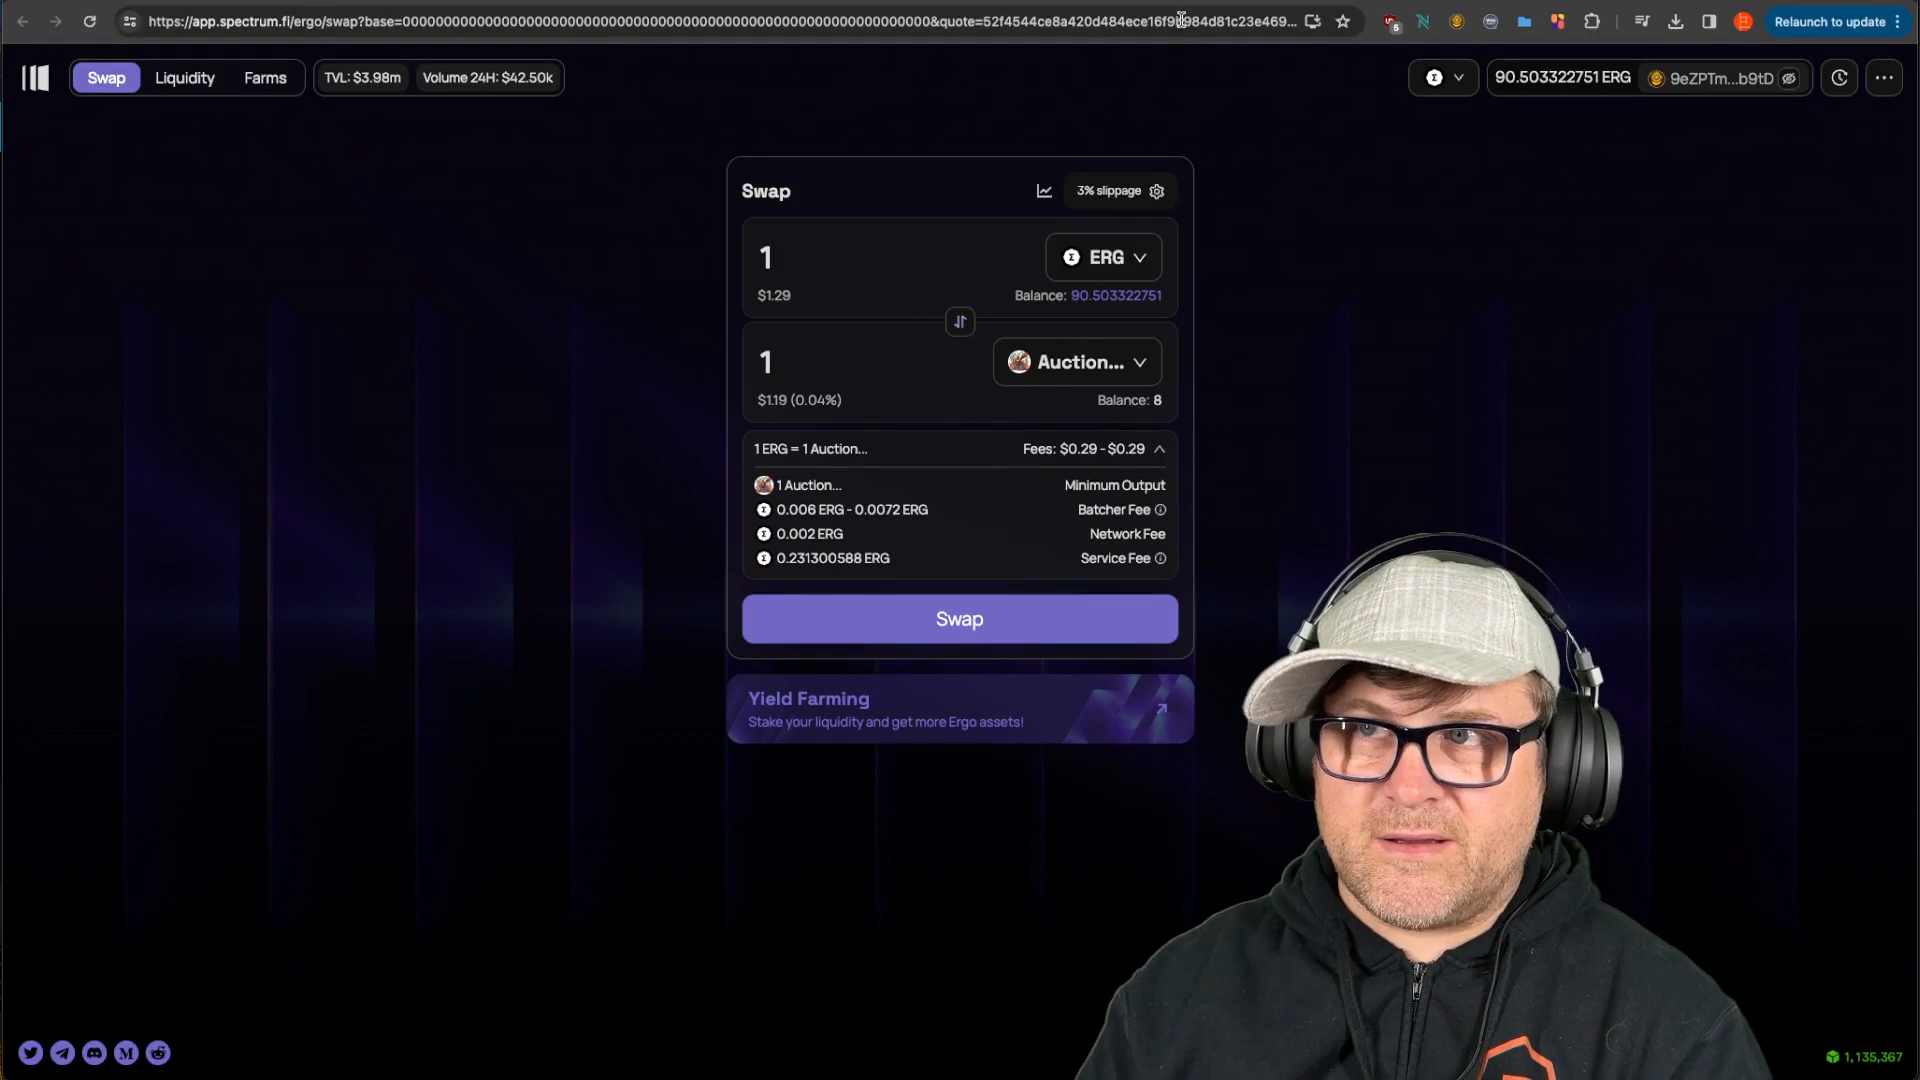 https://app.spectrum.fi/ergo/swap?base=0000000000000000000000000000000000000000000000000000000000000000&quote=52f4544ce8a420d484ece16f9b984d81c23e469...
Relaunch to update
Swap
Liquidity
Farms
TVL: $3.98m
Volume 24H: $42.50k
90.503322751 ERG
9eZPTm...b9tD
Swap
3% slippage
1
ERG
$1.29
Balance: 90.503322751
1
Auction...
$1.19 (0.04%)
Balance: 8
1 ERG = 1 Auction...
Fees: $0.29 - $0.29
1 Auction...
Minimum Output
0.006 ERG - 0.0072 ERG
Batcher Fee
0.002 ERG
Network Fee
0.231300588 ERG
Service Fee
Swap
Yield Farming
Stake your liquidity and get more Ergo assets!
1,135,367